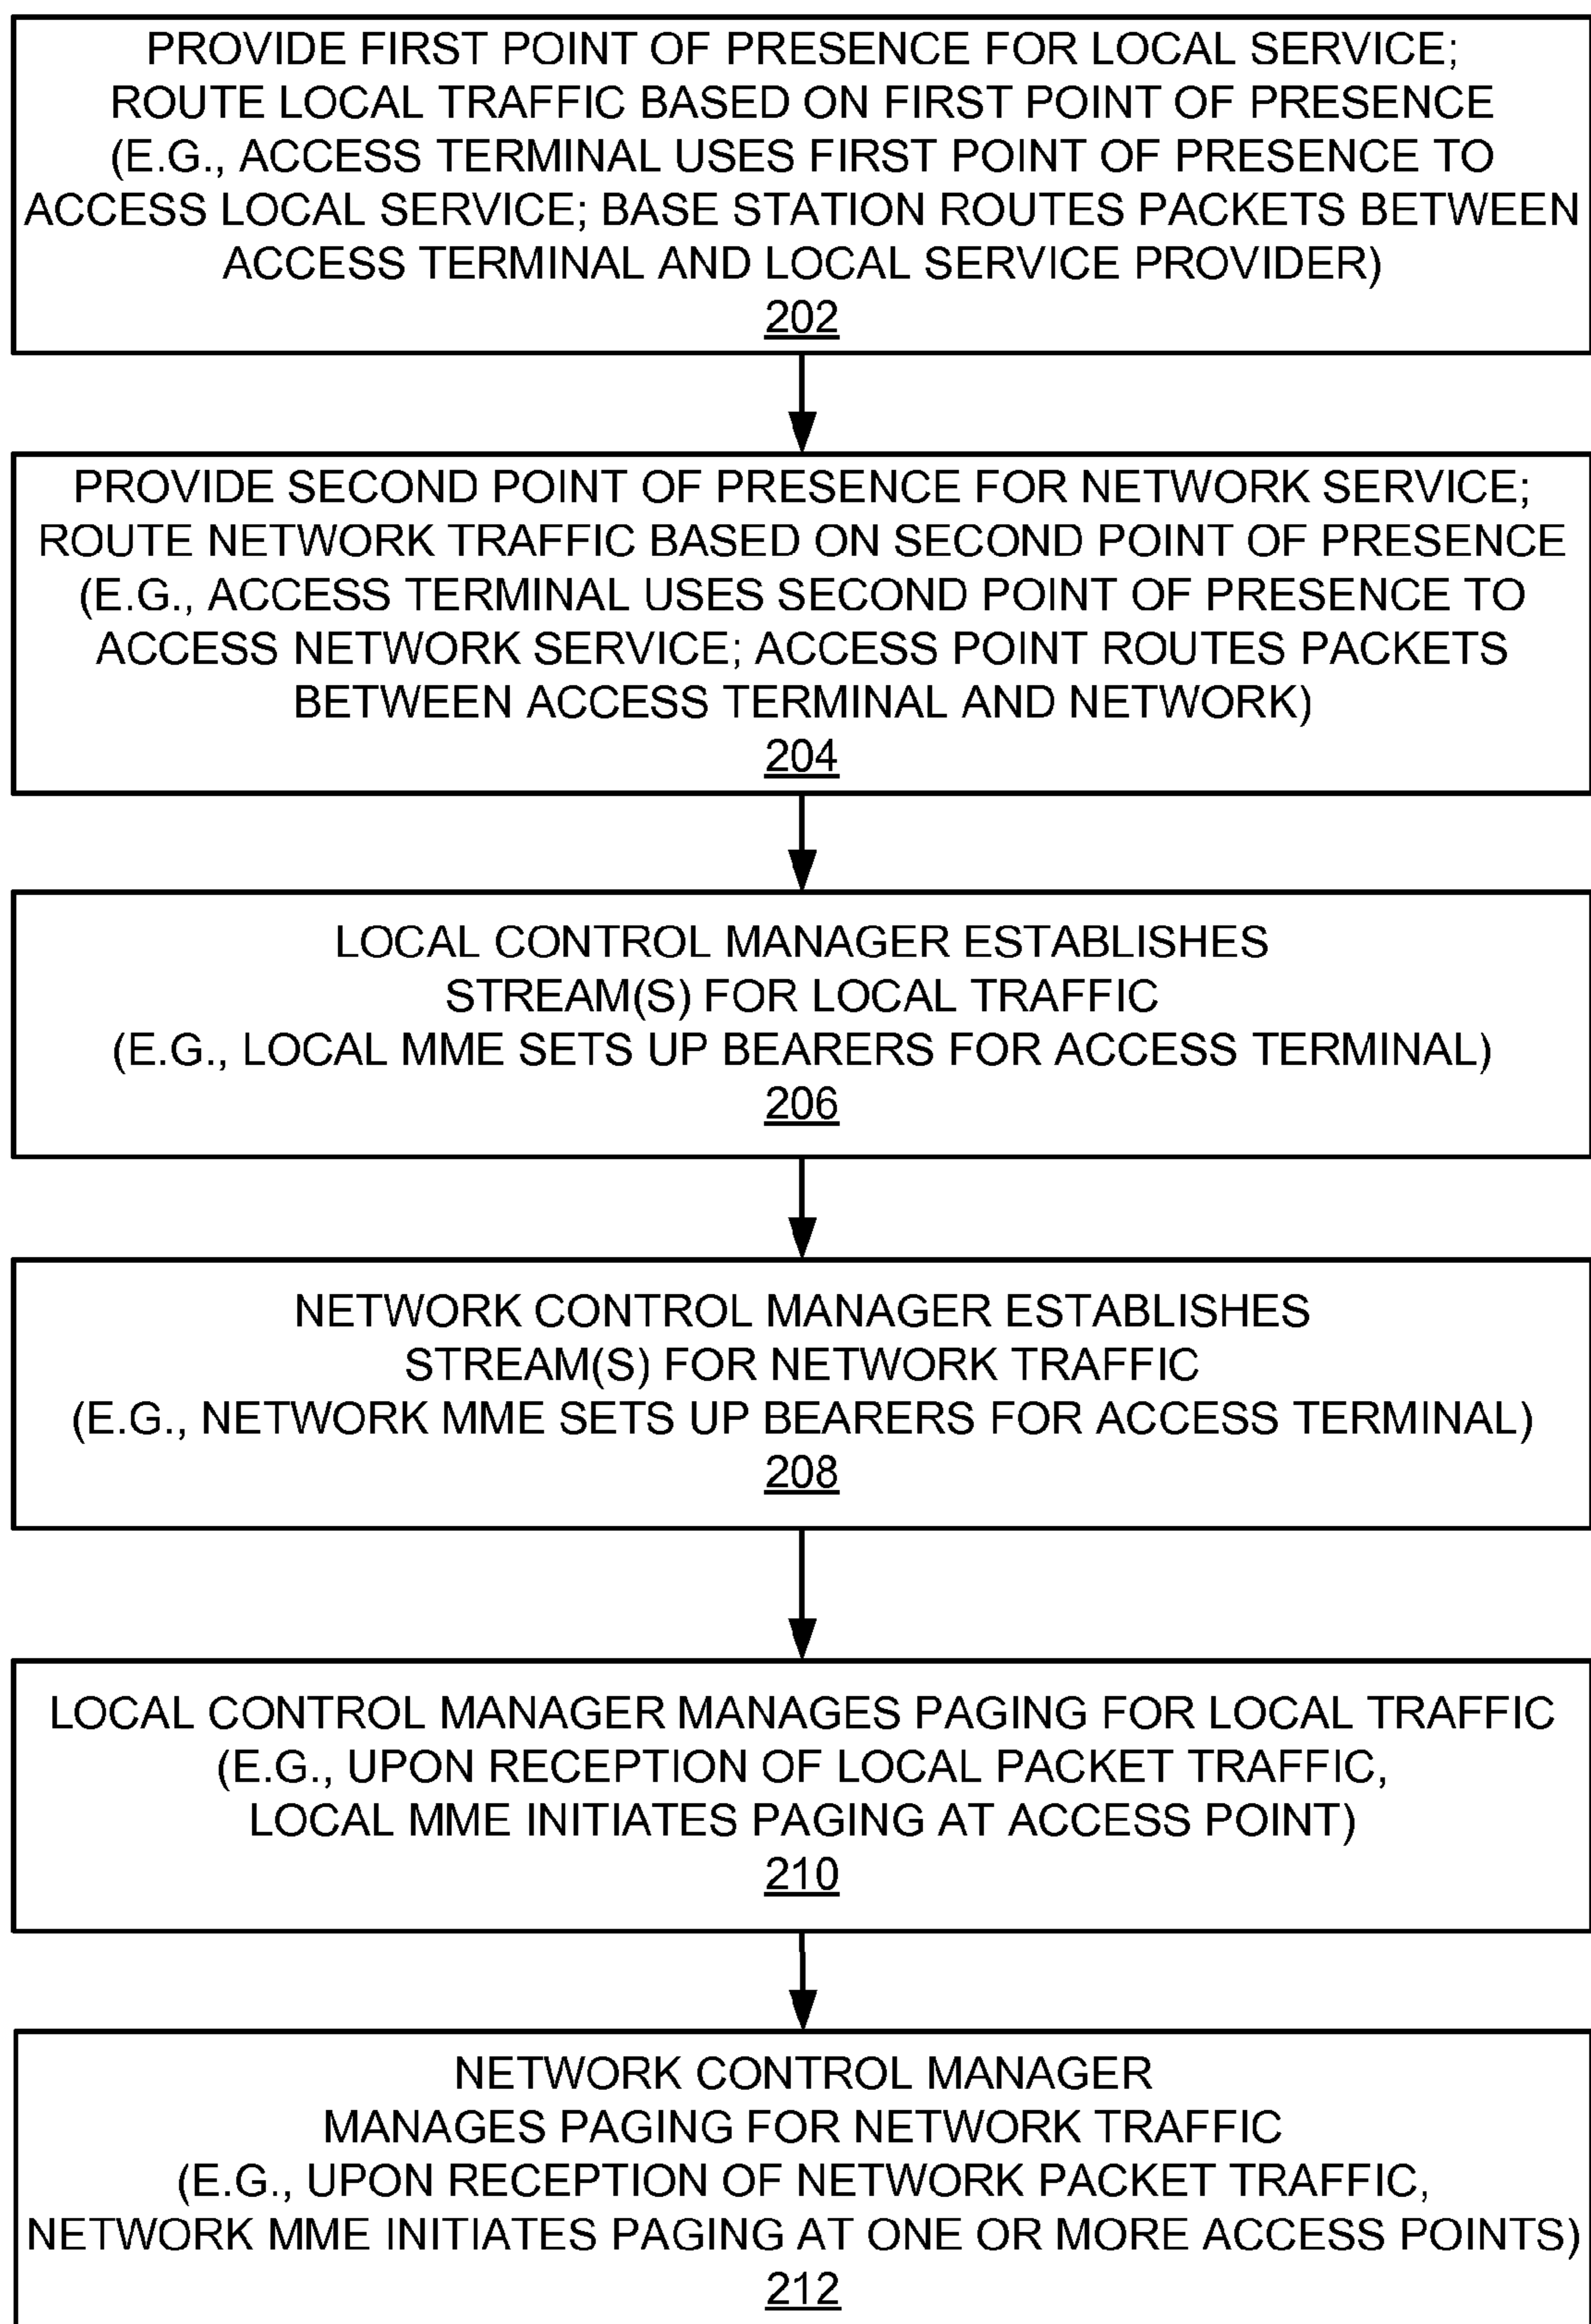 PROVIDE FIRST POINT OF PRESENCE FOR LOCAL SERVICE;
ROUTE LOCAL TRAFFIC BASED ON FIRST POINT OF PRESENCE
(E.G., ACCESS TERMINAL USES FIRST POINT OF PRESENCE TO
ACCESS LOCAL SERVICE; BASE STATION ROUTES PACKETS BETWEEN
ACCESS TERMINAL AND LOCAL SERVICE PROVIDER)
202
PROVIDE SECOND POINT OF PRESENCE FOR NETWORK SERVICE;
ROUTE NETWORK TRAFFIC BASED ON SECOND POINT OF PRESENCE
(E.G., ACCESS TERMINAL USES SECOND POINT OF PRESENCE TO
ACCESS NETWORK SERVICE; ACCESS POINT ROUTES PACKETS
BETWEEN ACCESS TERMINAL AND NETWORK)
204
LOCAL CONTROL MANAGER ESTABLISHES
STREAM(S) FOR LOCAL TRAFFIC
(E.G., LOCAL MME SETS UP BEARERS FOR ACCESS TERMINAL)
206
NETWORK CONTROL MANAGER ESTABLISHES
STREAM(S) FOR NETWORK TRAFFIC
(E.G., NETWORK MME SETS UP BEARERS FOR ACCESS TERMINAL)
208
LOCAL CONTROL MANAGER MANAGES PAGING FOR LOCAL TRAFFIC
(E.G., UPON RECEPTION OF LOCAL PACKET TRAFFIC,
LOCAL MME INITIATES PAGING AT ACCESS POINT)
210
NETWORK CONTROL MANAGER
MANAGES PAGING FOR NETWORK TRAFFIC
(E.G., UPON RECEPTION OF NETWORK PACKET TRAFFIC,
NETWORK MME INITIATES PAGING AT ONE OR MORE ACCESS POINTS)
212